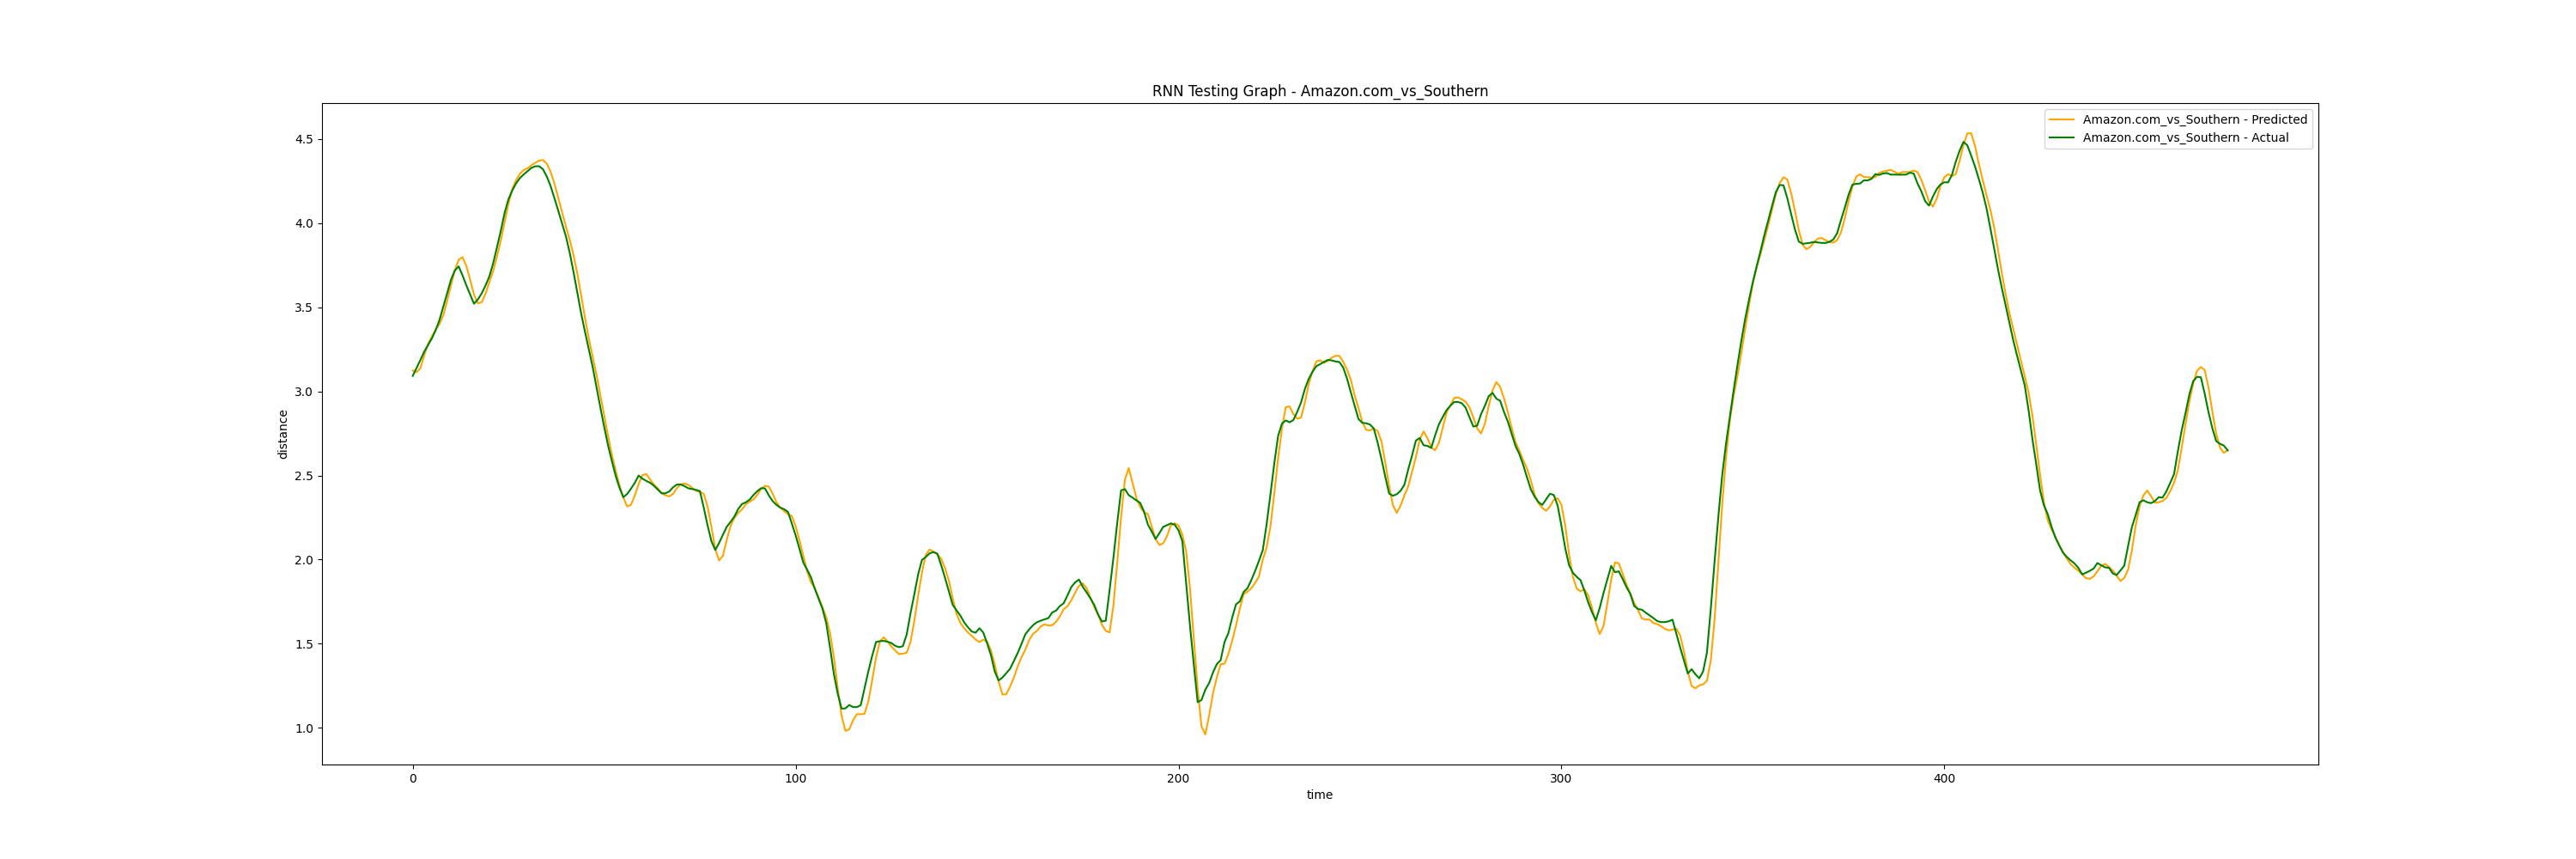 RNN Testing Graph - Amazon.com_vs_Southern
Amazon.com_vs_Southern - Predicted
Amazon.com_vs_Southern - Actual
4.5
4.0
3.5
3.0
2.5
2.0
1.5
1.0
distance
0 100 200 300 400
time